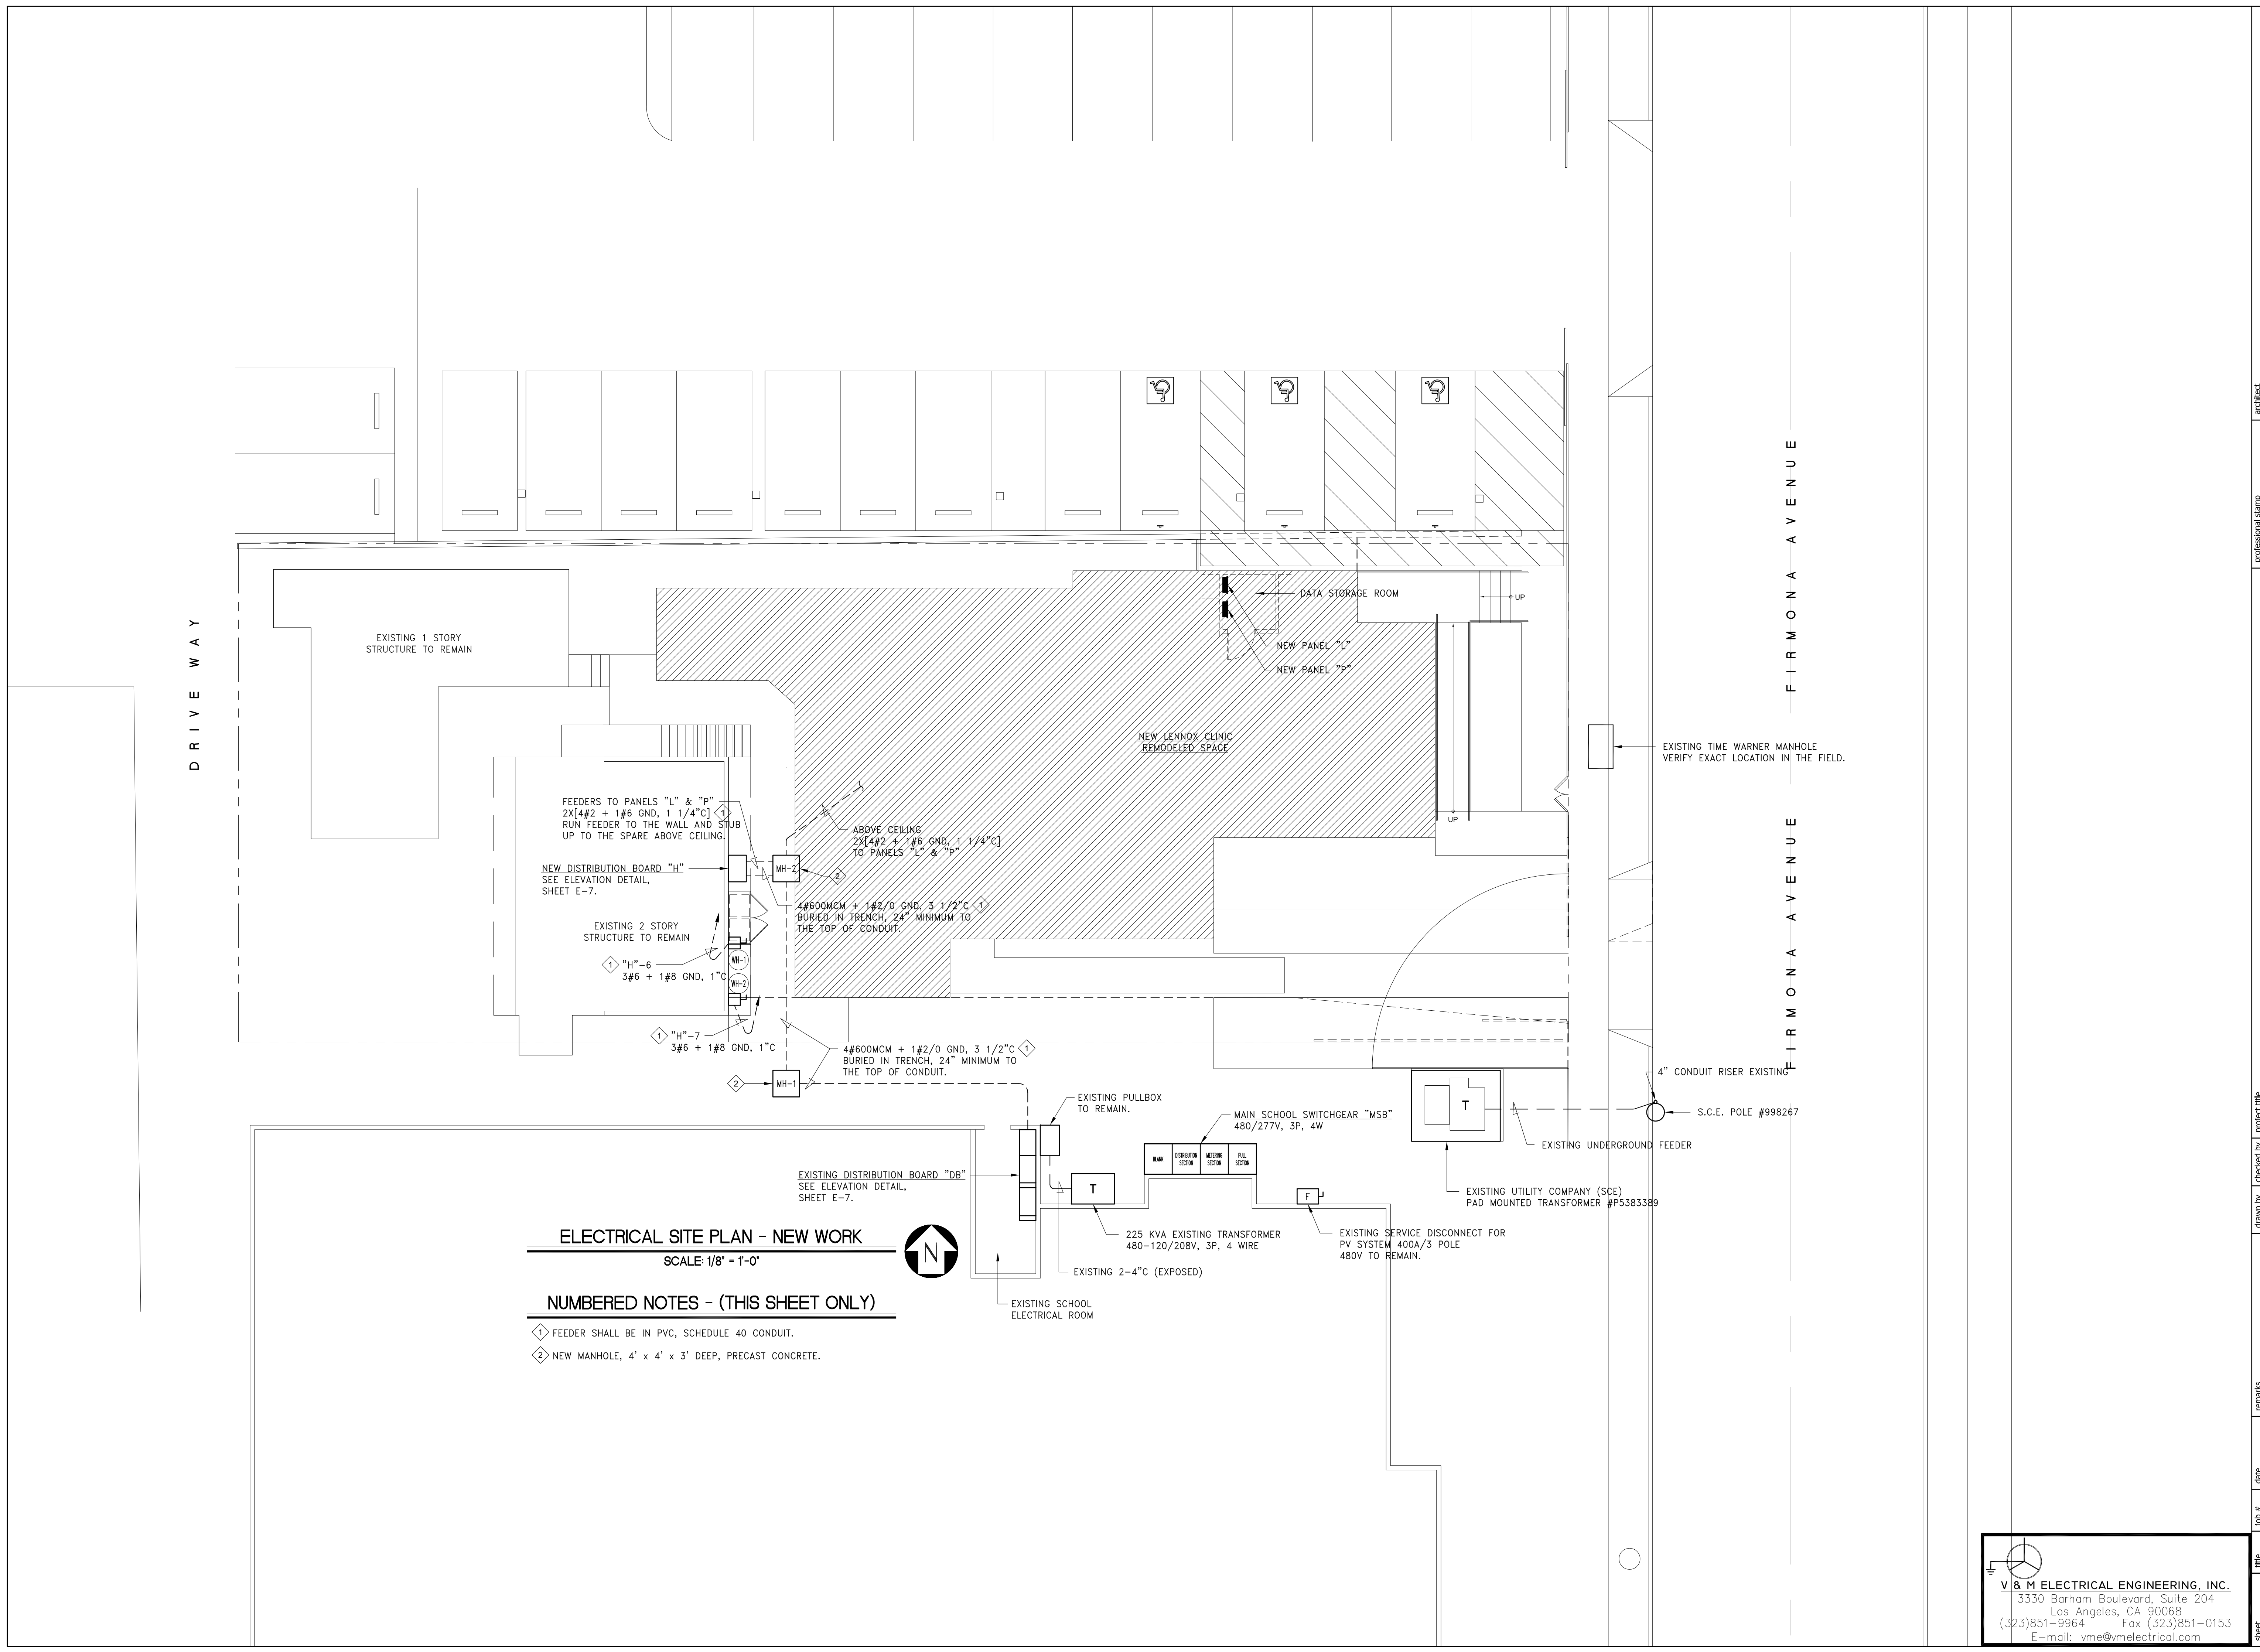 DRIVE WAY
EXISTING 1 STORY
STRUCTURE TO REMAIN
DATA STORAGE ROOM
UP
NEW PANEL "L"
NEW PANEL "P"
NEW LENNOX CLINIC
REMODELED SPACE
UP
FIRMONA AVENUE
EXISTING TIME WARNER MANHOLE
VERIFY EXACT LOCATION IN THE FIELD.
FIRMONA AVENUE
FEEDERS TO PANELS "L" & "P"
2X[4#2 + 1#6 GND, 1 1/4"C] 1
RUN FEEDER TO THE WALL AND STUB
UP TO THE SPARE ABOVE CEILING.
ABOVE CEILING
2X[4#2 + 1#6 GND, 1 1/4"C]
TO PANELS "L" & "P"
NEW DISTRIBUTION BOARD "H"
SEE ELEVATION DETAIL,
SHEET E-7.
MH-2
2
4#600MCM + 1#2/0 GND, 3 1/2"C 1
BURIED IN TRENCH, 24" MINIMUM TO
THE TOP OF CONDUIT.
EXISTING 2 STORY
STRUCTURE TO REMAIN
1 "H"-6
3#6 + 1#8 GND, 1"C
WH-1
WH-2
1 "H"-7
3#6 + 1#8 GND, 1"C
4#600MCM + 1#2/0 GND, 3 1/2"C 1
BURIED IN TRENCH, 24" MINIMUM TO
THE TOP OF CONDUIT.
2
MH-1
EXISTING PULLBOX
TO REMAIN.
MAIN SCHOOL SWITCHGEAR "MSB"
480/277V, 3P, 4W
BLANK
DISTRIBUTION
SECTION
METERING
SECTION
PULL
SECTION
T
4" CONDUIT RISER EXISTING
S.C.E. POLE #998267
EXISTING UNDERGROUND FEEDER
EXISTING UTILITY COMPANY (SCE)
PAD MOUNTED TRANSFORMER #P5383389
EXISTING DISTRIBUTION BOARD "DB"
SEE ELEVATION DETAIL,
SHEET E-7.
T
F
225 KVA EXISTING TRANSFORMER
480-120/208V, 3P, 4 WIRE
EXISTING SERVICE DISCONNECT FOR
PV SYSTEM 400A/3 POLE
480V TO REMAIN.
EXISTING 2-4"C (EXPOSED)
EXISTING SCHOOL
ELECTRICAL ROOM
ELECTRICAL SITE PLAN - NEW WORK
SCALE: 1/8" = 1'-0"
N
NUMBERED NOTES - (THIS SHEET ONLY)
1 FEEDER SHALL BE IN PVC, SCHEDULE 40 CONDUIT.
2 NEW MANHOLE, 4' x 4' x 3' DEEP, PRECAST CONCRETE.
V & M ELECTRICAL ENGINEERING, INC.
3330 Barham Boulevard, Suite 204
Los Angeles, CA 90068
(323)851-9964 Fax (323)851-0153
E-mail: vme@vmelectrical.com
architect
professional stamp
project title
checked by
drawn by
remarks
date
job #
title
sheet